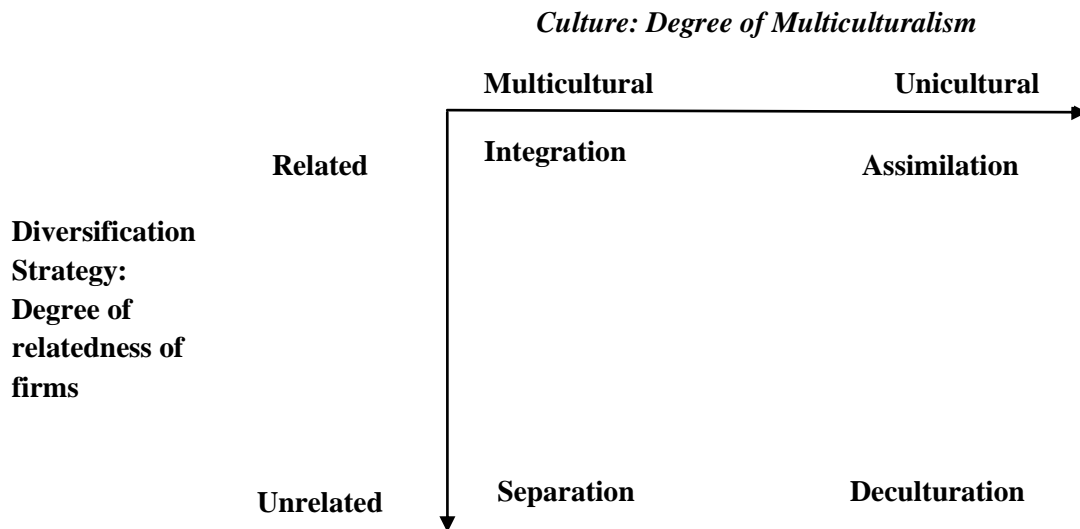 Culture: Degree of Multiculturalism
Multicultural Unicultural
Related Integration Assimilation
Diversification
Strategy:
Degree of
relatedness of
firms
Unrelated Separation Deculturation